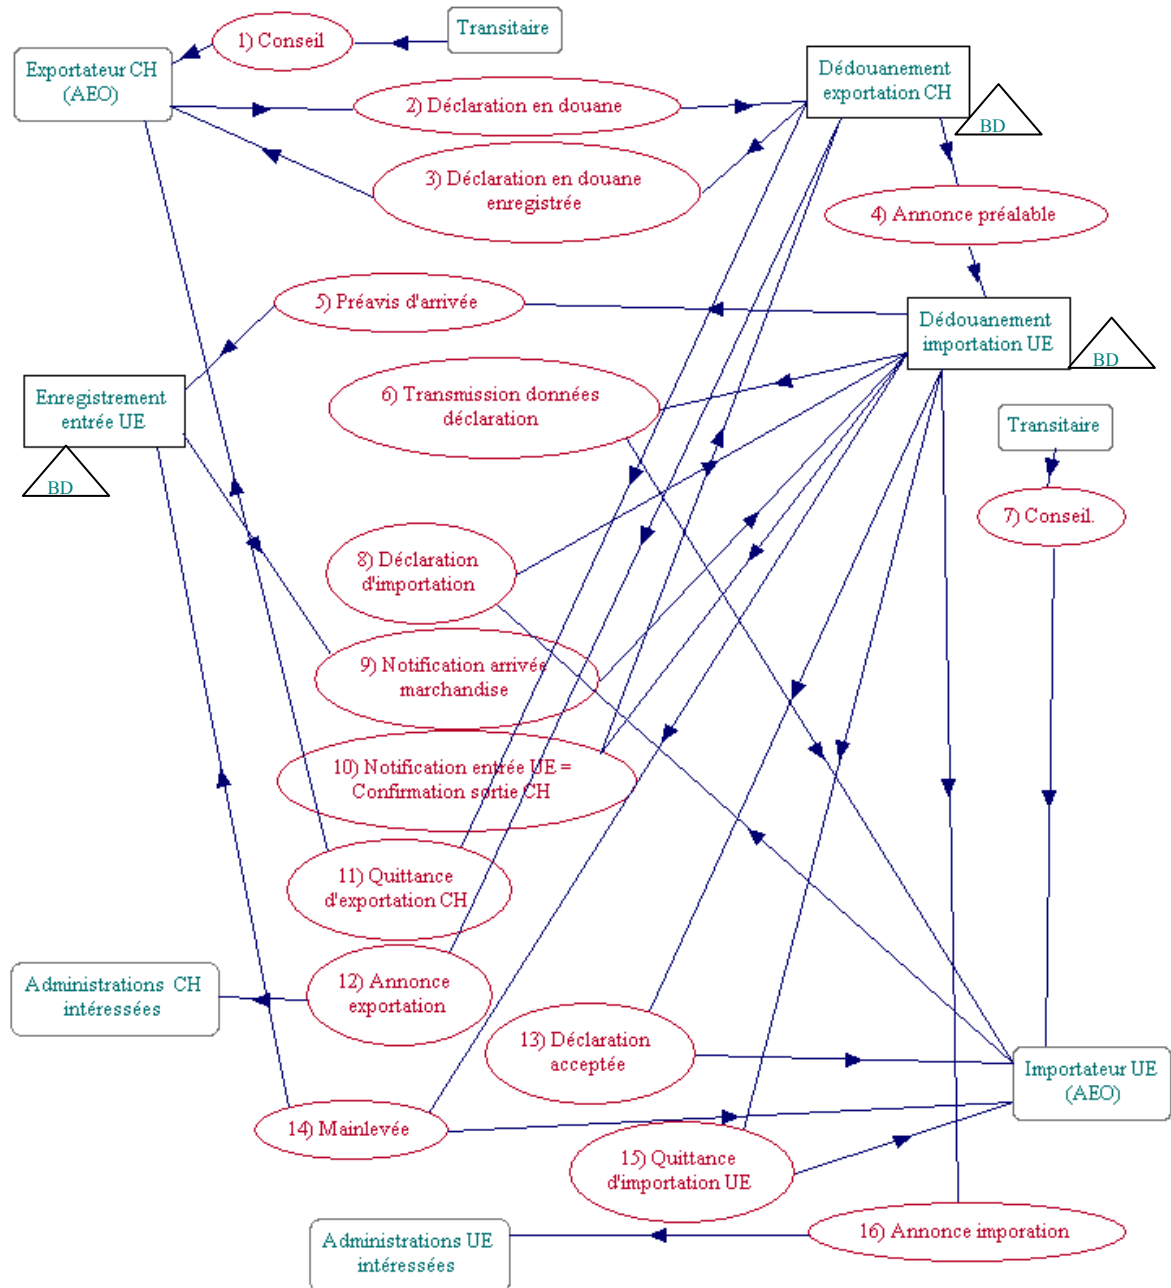 1) Conseil
Transitaire
Exportateur CH
(AEO)
Dédouanement
exportation CH
BD
2) Déclaration en douane
3) Déclaration en douane
enregistrée
4) Annonce préalable
5) Préavis d'arrivée
Dédouanement
importation UE
BD
Enregistrement
entrée UE
BD
6) Transmission données
déclaration
Transitaire
7) Conseil.
8) Déclaration
d'importation
9) Notification arrivée
marchandise
10) Notification entrée UE =
Confirmation sortie CH
11) Quittance
d'exportation CH
Administrations CH
intéressées
12) Annonce
exportation
13) Déclaration
acceptée
Importateur UE
(AEO)
14) Mainlevée
15) Quittance
d'importation UE
16) Annonce imporation
Administrations UE
intéressées